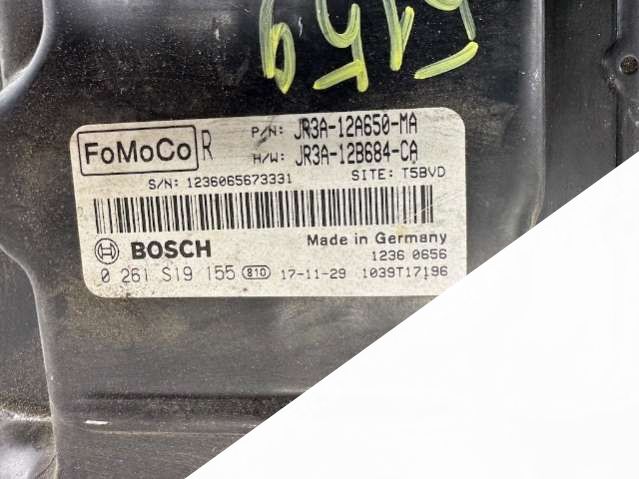 FoMoCo R P/N: JR3A-12A650-MA
H/W: JR3A-12B684-CA
S/N: 1236065673331 SITE: T5BVD
BOSCH Made in Germany
1236 0656
0 261 S19 155 810 17-11-29 1039T17196